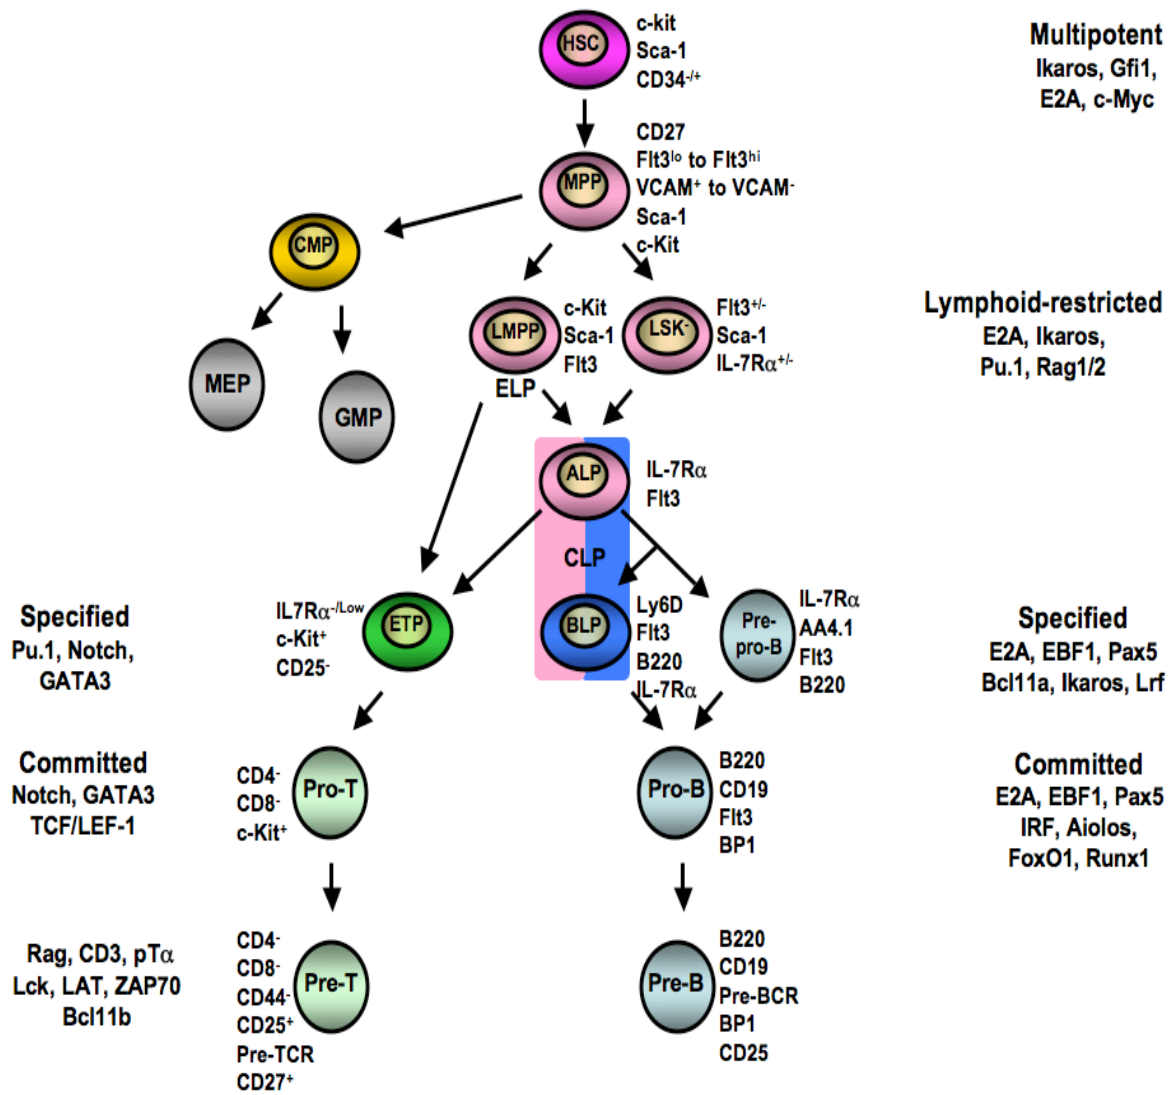 HSC
c-kit
Sca-1
CD34-/+
Multipotent
Ikaros, Gfi1,
E2A, c-Myc
MPP
CD27
Flt3lo to Flt3hi
VCAM+ to VCAM-
Sca-1
c-Kit
CMP
MEP
GMP
LMPP
ELP
c-Kit
Sca-1
Flt3
LSK-
Flt3+/-
Sca-1
IL-7Rα+/-
Lymphoid-restricted
E2A, Ikaros,
Pu.1, Rag1/2
ALP
IL-7Rα
Flt3
CLP
Specified
Pu.1, Notch,
GATA3
IL7Rα-/Low
c-Kit+
CD25-
ETP
BLP
Ly6D
Flt3
B220
IL-7Rα
Pre-
pro-B
IL-7Rα
AA4.1
Flt3
B220
Specified
E2A, EBF1, Pax5
Bcl11a, Ikaros, Lrf
Committed
Notch, GATA3
TCF/LEF-1
CD4-
CD8-
c-Kit+
Pro-T
Pro-B
B220
CD19
Flt3
BP1
Committed
E2A, EBF1, Pax5
IRF, Aiolos,
FoxO1, Runx1
Rag, CD3, pTα
Lck, LAT, ZAP70
Bcl11b
CD4-
CD8-
CD44-
CD25+
Pre-TCR
CD27+
Pre-T
Pre-B
B220
CD19
Pre-BCR
BP1
CD25